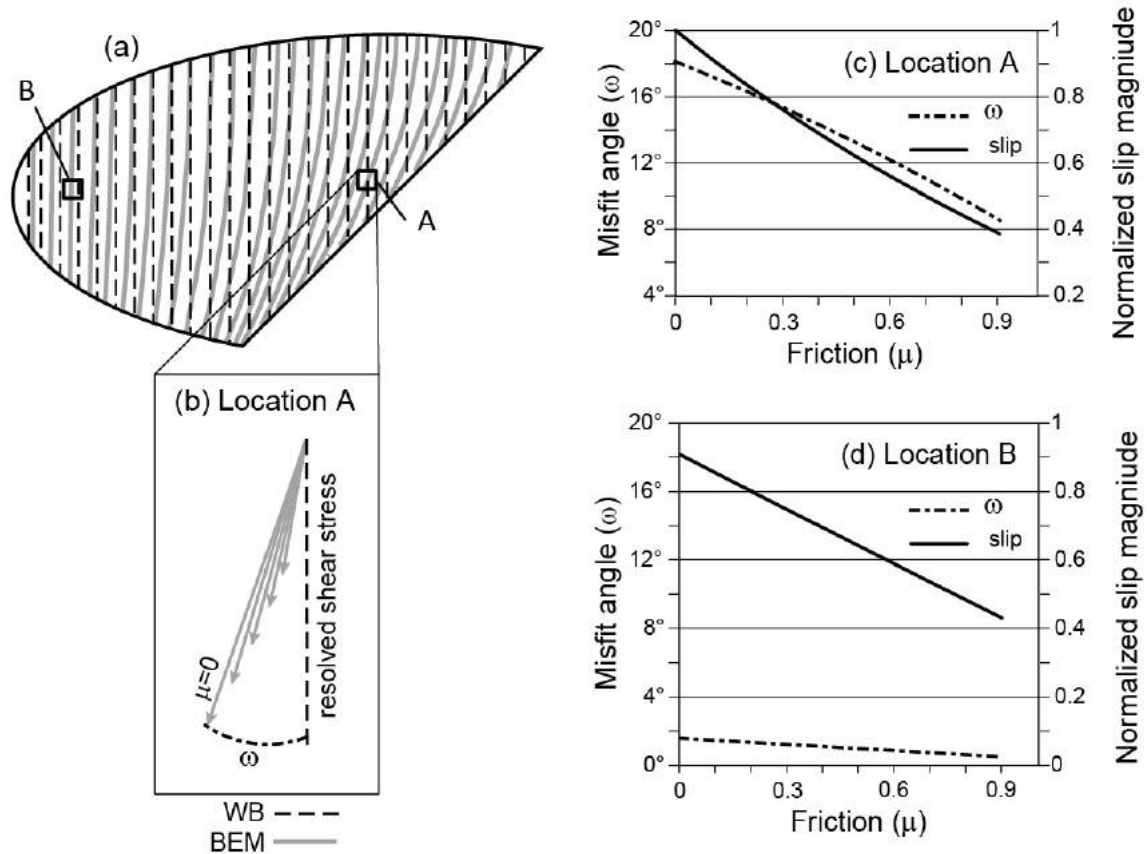 (a)
B
A
(b) Location A
resolved shear stress
μ=0
ω
WB
BEM
(c) Location A
ω
slip
Misfit angle (ω)
20°
16°
12°
8°
4°
Normalized slip magniude
1
0.8
0.6
0.4
0.2
0
0.3
0.6
0.9
Friction (μ)
(d) Location B
ω
slip
Misfit angle (ω)
20°
16°
12°
8°
4°
0°
Normalized slip magniude
1
0.8
0.6
0.4
0.2
0
0
0.3
0.6
0.9
Friction (μ)